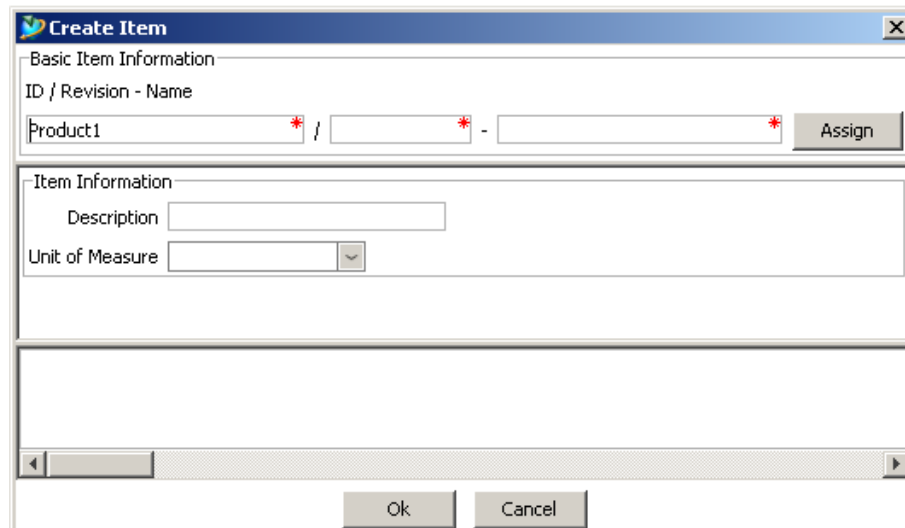 Create Item
Basic Item Information
ID / Revision - Name
Product1 * / * - * Assign
Item Information
Description
Unit of Measure
Ok Cancel